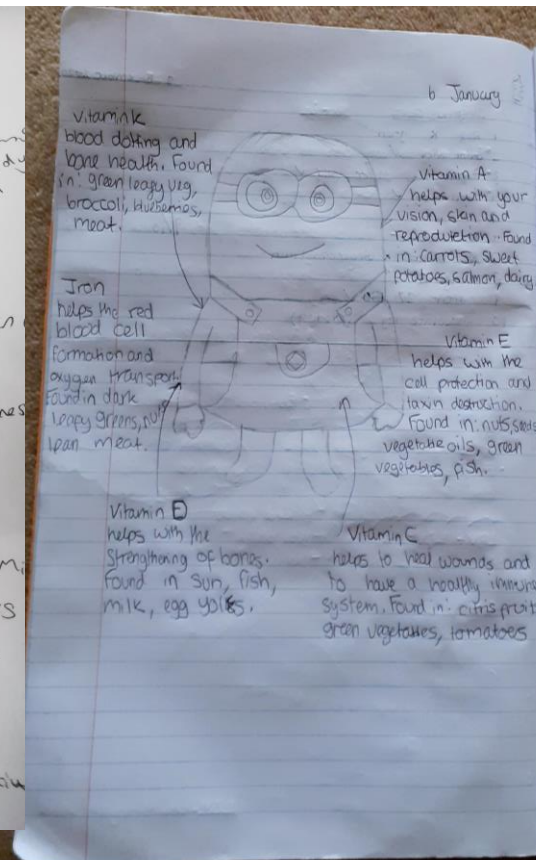 6 January
Vitamin K
blood dotting and
bone health. Found
in: green leafy veg,
broccoli, blueberries,
meat.
Vitamin A
helps with your
vision, skin and
reproduction. Found
in: carrots, sweet
potatoes, salmon, dairy
Iron
helps the red
blood cell
formation and
oxygen transport
Found in dark
leafy greens, nuts
lean meat.
Vitamin E
helps with the
cell protection and
taxin destruction.
Found in: nuts, seeds
vegetable oils, green
vegetables, fish.
Vitamin D
helps with the
strengthening of bones.
Found in sun, fish,
milk, egg yolks.
Vitamin C
helps to heal wounds and
to have a healthy immune
system. Found in: citris fruit
green vegetables, tomatoes